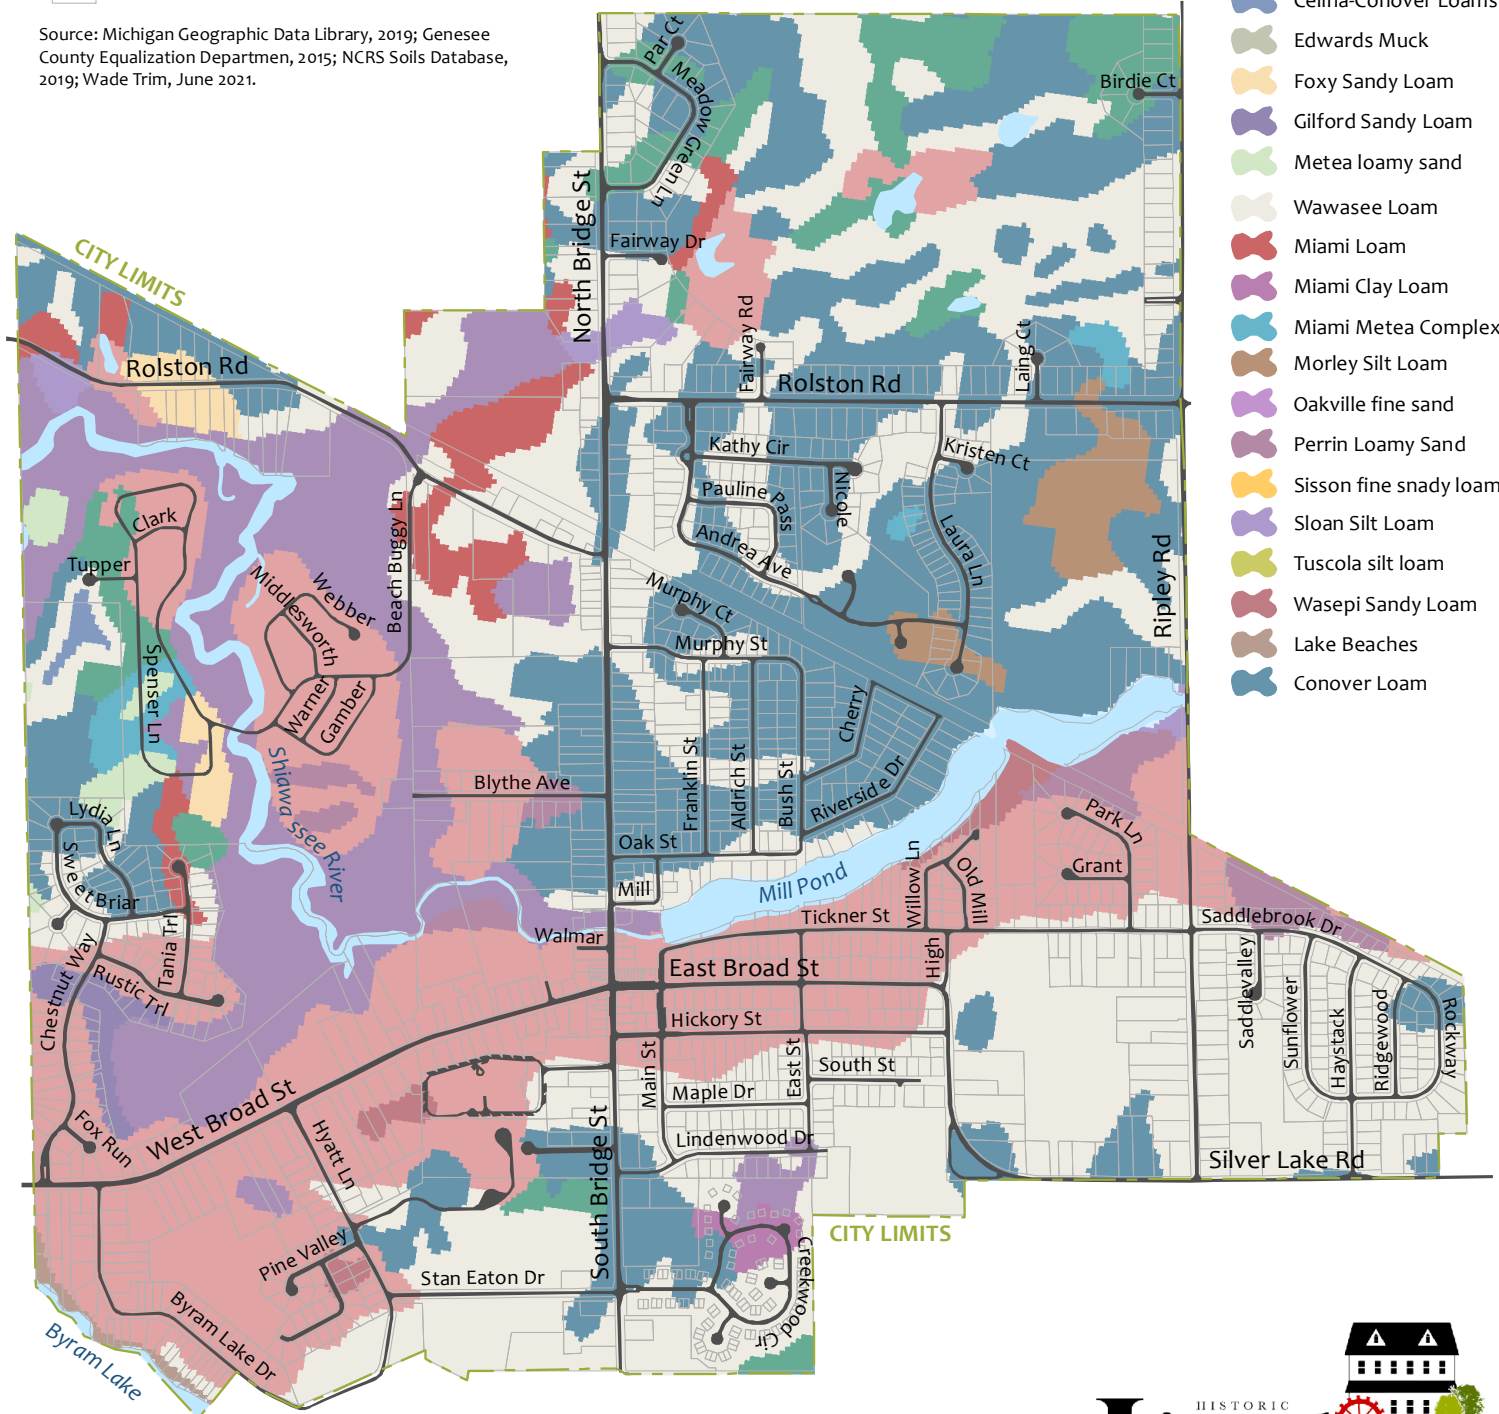 Source: Michigan Geographic Data Library, 2019; Genesee
County Equalization Departmen, 2015; NCRS Soils Database,
2019; Wade Trim, June 2021.
Celina-Conover Loams
Edwards Muck
Foxy Sandy Loam
Gilford Sandy Loam
Metea loamy sand
Wawasee Loam
Miami Loam
Miami Clay Loam
Miami Metea Complex
Morley Silt Loam
Oakville fine sand
Perrin Loamy Sand
Sisson fine snady loam
Sloan Silt Loam
Tuscola silt loam
Wasepi Sandy Loam
Lake Beaches
Conover Loam
Par Ct
Meadow Green Ln
Birdie Ct
North Bridge St
Fairway Dr
CITY LIMITS
Rolston Rd
Fairway Rd
Rolston Rd
Laing Ct
Kathy Cir
Kristen Ct
Nicole
Pauline Pass
Andrea Ave
Laura Ln
Ripley Rd
Clark
Tupper
Beach Buggy Ln
Webber
Middlesworth
Murphy Ct
Murphy St
Spenser Ln
Warner
Gamber
Cherry
Shiawassee River
Blythe Ave
Franklin St
Aldrich St
Bush St
Riverside Dr
Lydia Ln
Sweet Briar
Oak St
Mill
Mill Pond
Willow Ln
Old Mill
Park Ln
Grant
Tania Trl
Walmar
Tickner St
Saddlebrook Dr
Chestnut Way
Rustic Trl
East Broad St
High
Saddlevalley
Sunflower
Haystack
Ridgewood
Rockway
Hickory St
Main St
East St
South St
Maple Dr
Lindenwood Dr
Fox Run
West Broad St
Hyatt Ln
South Bridge St
Silver Lake Rd
CITY LIMITS
Pine Valley
Stan Eaton Dr
Creekwood Cir
Byram Lake Dr
Byram Lake
HISTORIC